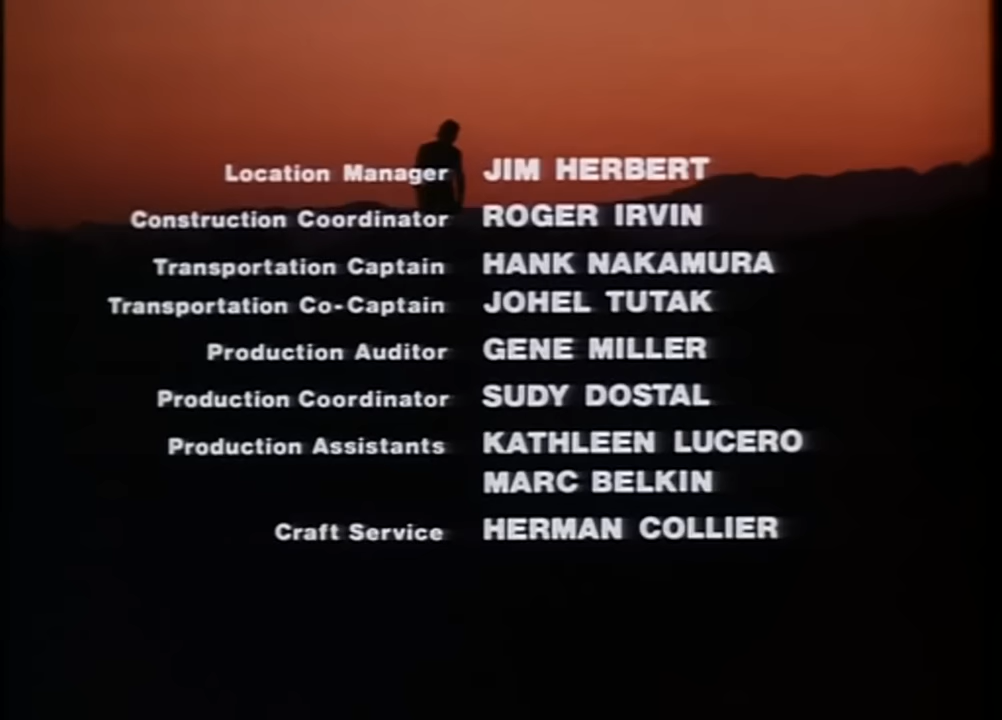 Location Manager JIM HERBERT
Construction Coordinator ROGER IRVIN
Transportation Captain HANK NAKAMURA
Transportation Co-Captain JOHEL TUTAK
Production Auditor GENE MILLER
Production Coordinator SUDY DOSTAL
Production Assistants KATHLEEN LUCERO
MARC BELKIN
Craft Service HERMAN COLLIER